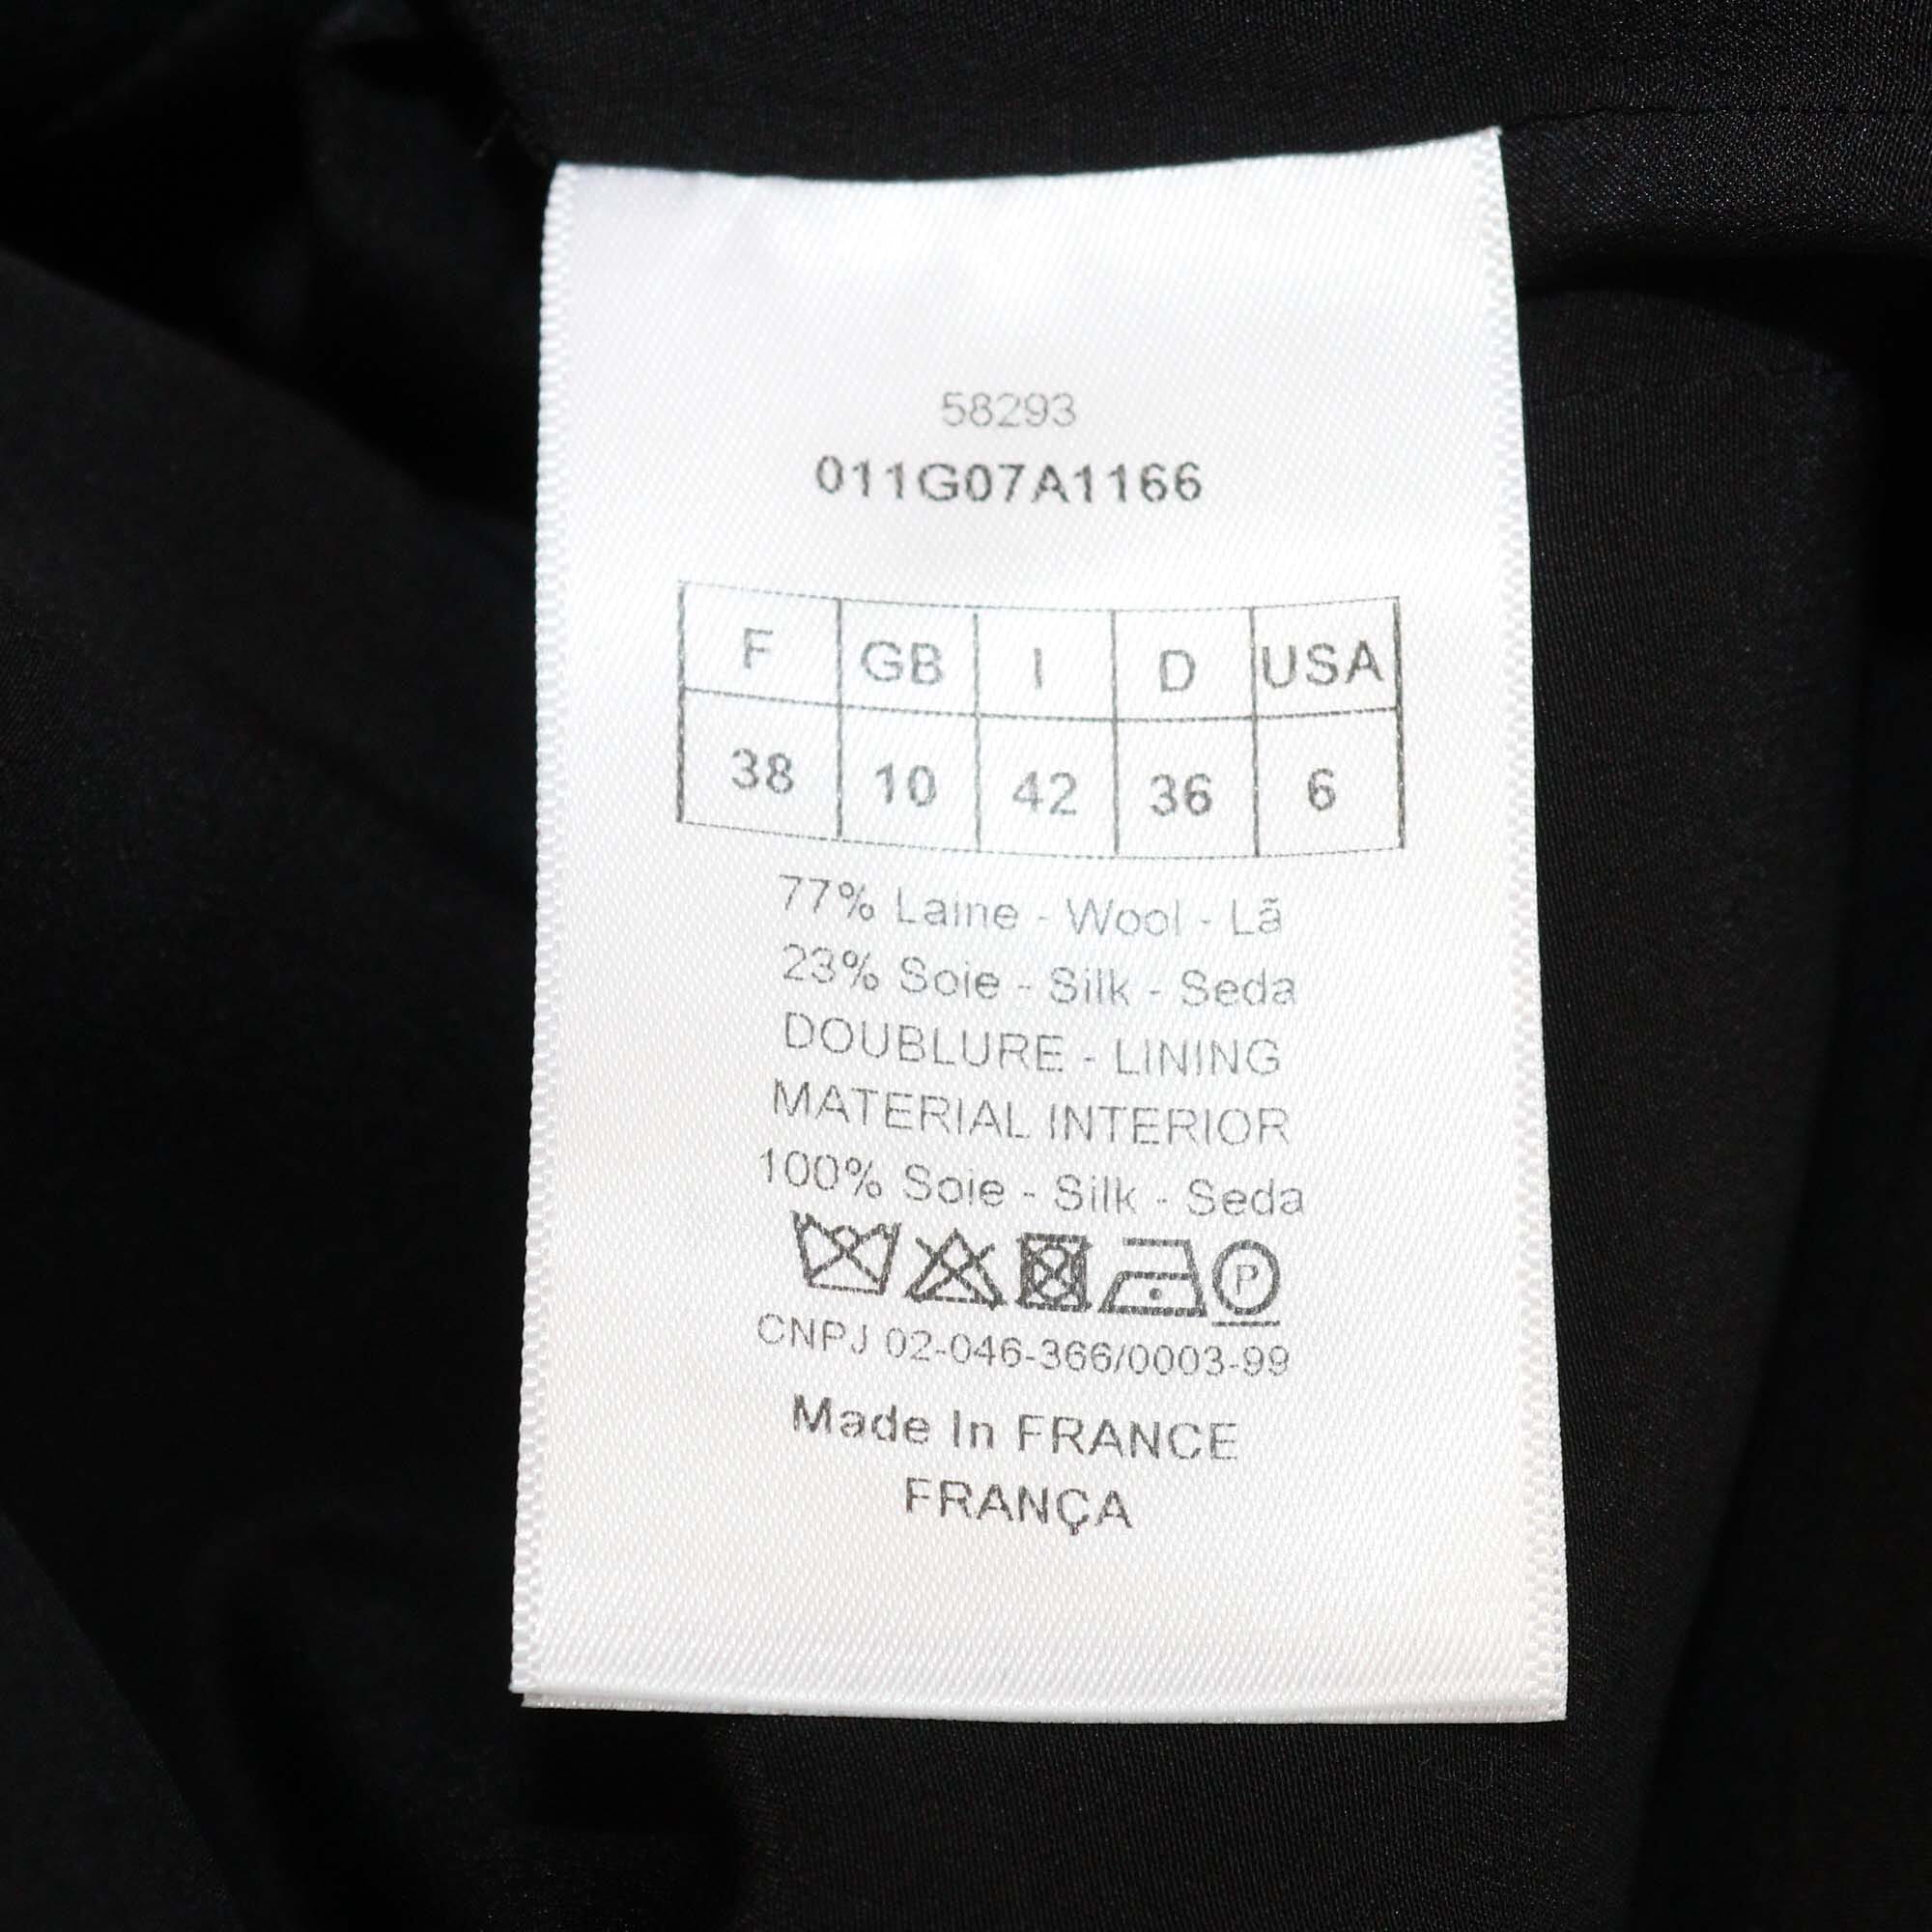 58293
011G07A1166
F GB I D USA
38 10 42 36 6
77% Laine - Wool - Lã
23% Soie - Silk - Seda
DOUBLURE - LINING
MATERIAL INTERIOR
100% Soie - Silk - Seda
P
CNPJ 02-046-366/0003-99
Made In FRANCE
FRANÇA